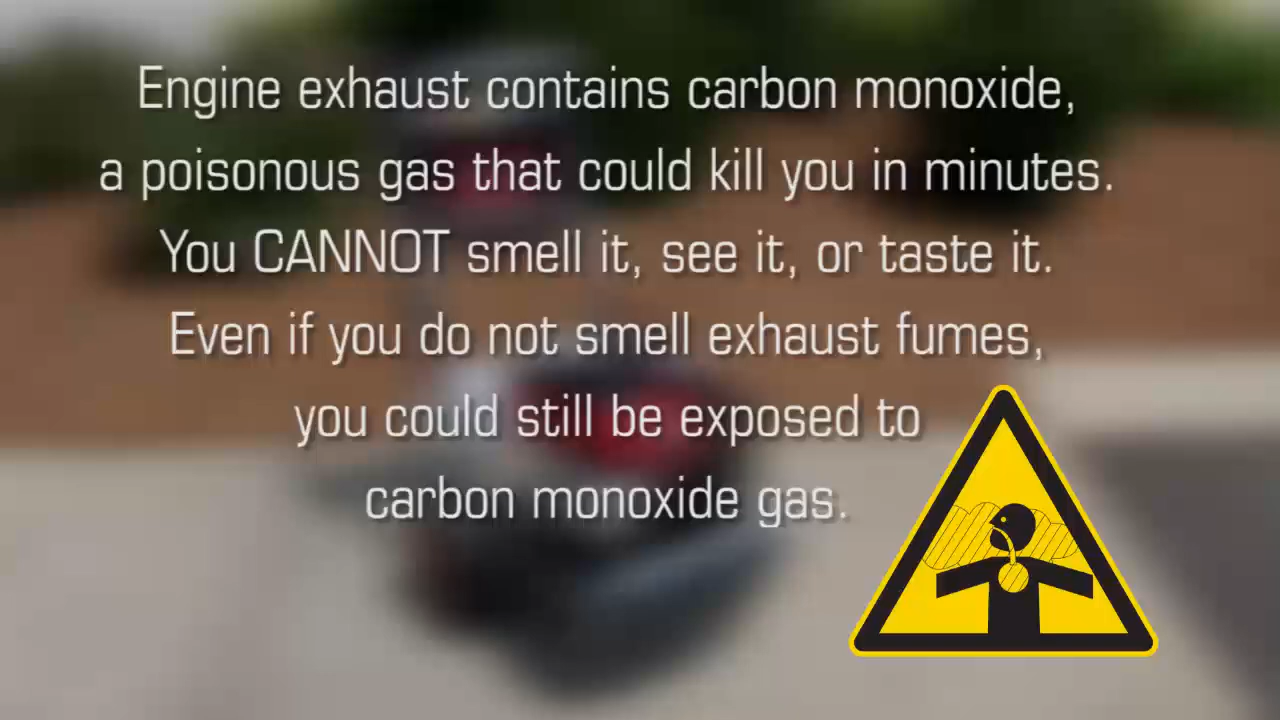 Engine exhaust contains carbon monoxide,
a poisonous gas that could kill you in minutes.
You CANNOT smell it, see it, or taste it.
Even if you do not smell exhaust fumes,
you could still be exposed to
carbon monoxide gas.